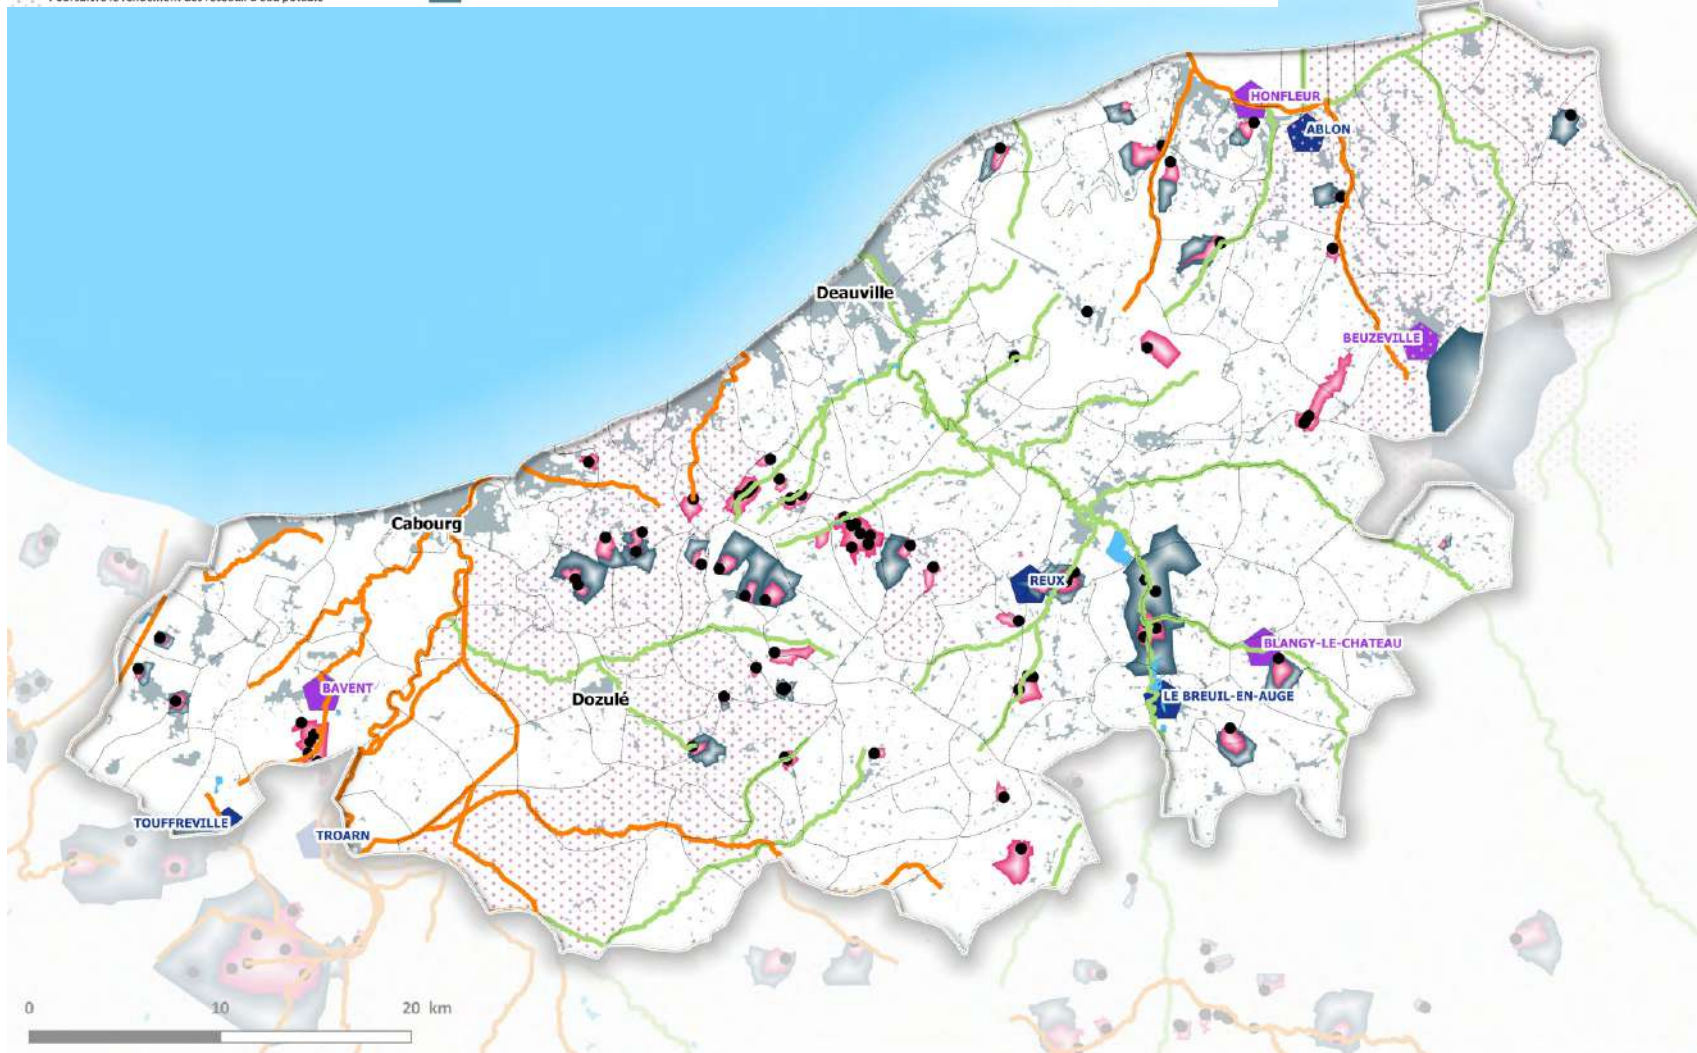 HONFLEUR
ABLON
Deauville
BEUZEVILLE
Cabourg
REUX
BLANGY-LE-CHATEAU
BAVENT
LE BREUIL-EN-AUGE
Dozulé
TOUFFREVILLE
TROARN
0 10 20 km